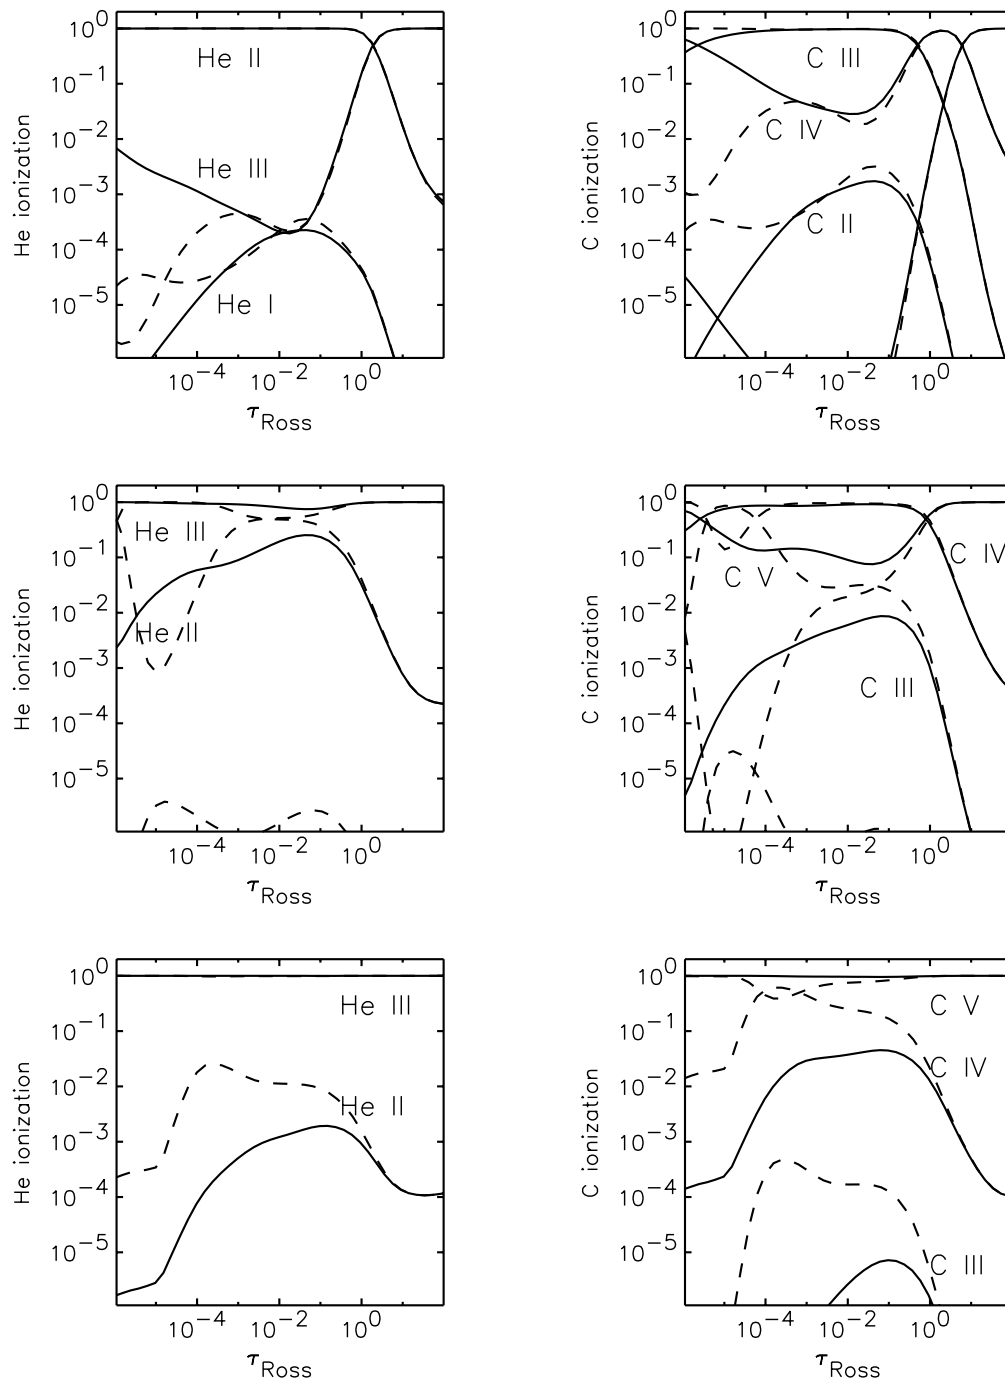 He ionization
10^0
10^-1
10^-2
10^-3
10^-4
10^-5
He II
He III
He I
10^-4 10^-2 10^0
τ_Ross
C ionization
10^0
10^-1
10^-2
10^-3
10^-4
10^-5
C III
C IV
C II
10^-4 10^-2 10^0
τ_Ross
He ionization
10^0
10^-1
10^-2
10^-3
10^-4
10^-5
He III
He II
10^-4 10^-2 10^0
τ_Ross
C ionization
10^0
10^-1
10^-2
10^-3
10^-4
10^-5
C IV
C V
C III
10^-4 10^-2 10^0
τ_Ross
He ionization
10^0
10^-1
10^-2
10^-3
10^-4
10^-5
He III
He II
10^-4 10^-2 10^0
τ_Ross
C ionization
10^0
10^-1
10^-2
10^-3
10^-4
10^-5
C V
C IV
C III
10^-4 10^-2 10^0
τ_Ross